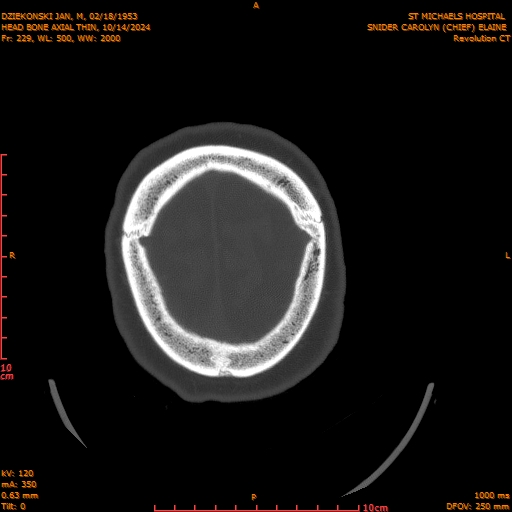 A
DZIEKONSKI JAN, M, 02/18/1953
HEAD BONE AXIAL THIN, 10/14/2024
Fr: 229, WL: 500, WW: 2000
ST MICHAELS HOSPITAL
SNIDER CAROLYN (CHIEF) ELAINE
Revolution CT
R
L
10
cm
kV: 120
mA: 350
0.63 mm
Tilt: 0
P
10cm
1000 ms
DFOV: 250 mm